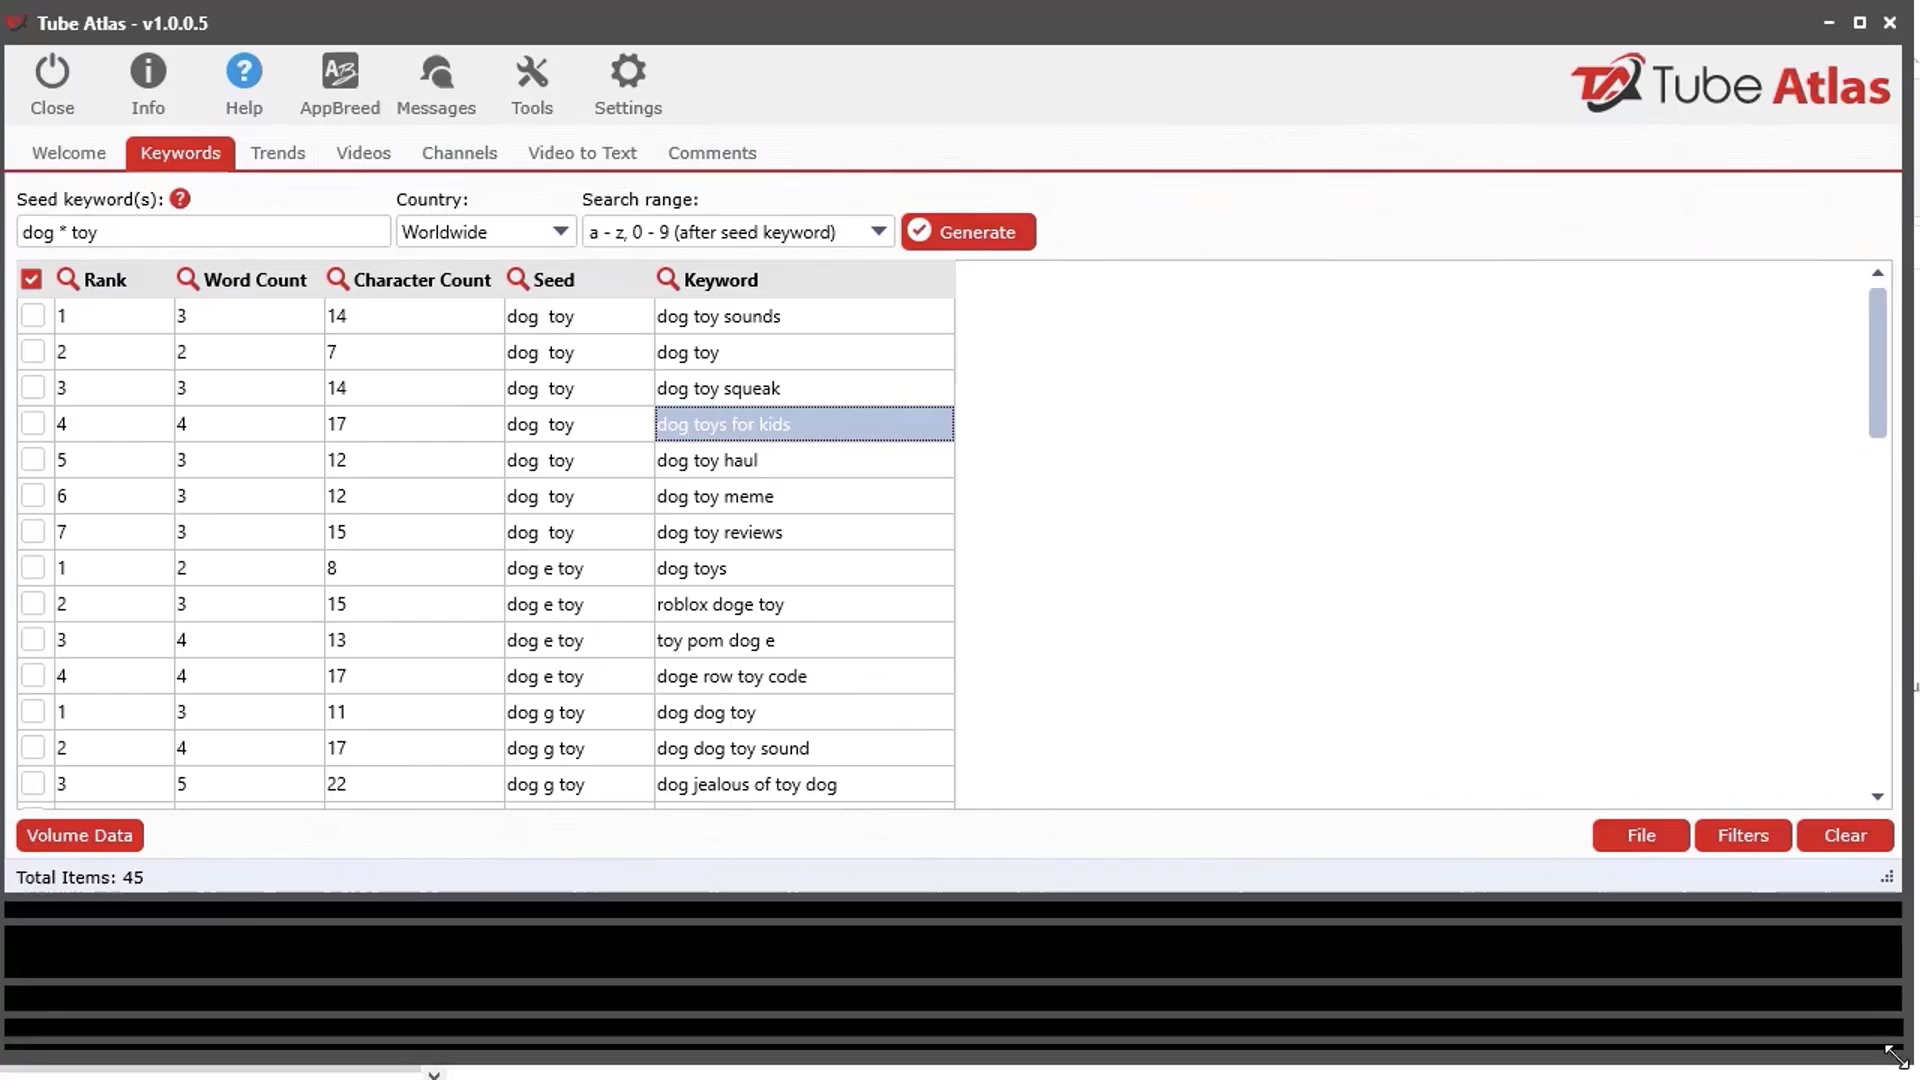 Tube Atlas - v1.0.0.5
Close Info Help AppBreed Messages Tools Settings
AB
TA Tube Atlas
Welcome Keywords Trends Videos Channels Video to Text Comments
Seed keyword(s): ? Country: Search range:
dog * toy Worldwide a - z, 0 - 9 (after seed keyword) Generate
Rank Word Count Character Count Seed Keyword
1 3 14 dog  toy dog toy sounds
2 2 7 dog  toy dog toy
3 3 14 dog  toy dog toy squeak
4 4 17 dog  toy dog toys for kids
5 3 12 dog  toy dog toy haul
6 3 12 dog  toy dog toy meme
7 3 15 dog  toy dog toy reviews
1 2 8 dog e toy dog toys
2 3 15 dog e toy roblox doge toy
3 4 13 dog e toy toy pom dog e
4 4 17 dog e toy doge row toy code
1 3 11 dog g toy dog dog toy
2 4 17 dog g toy dog dog toy sound
3 5 22 dog g toy dog jealous of toy dog
Volume Data File Filters Clear
Total Items: 45